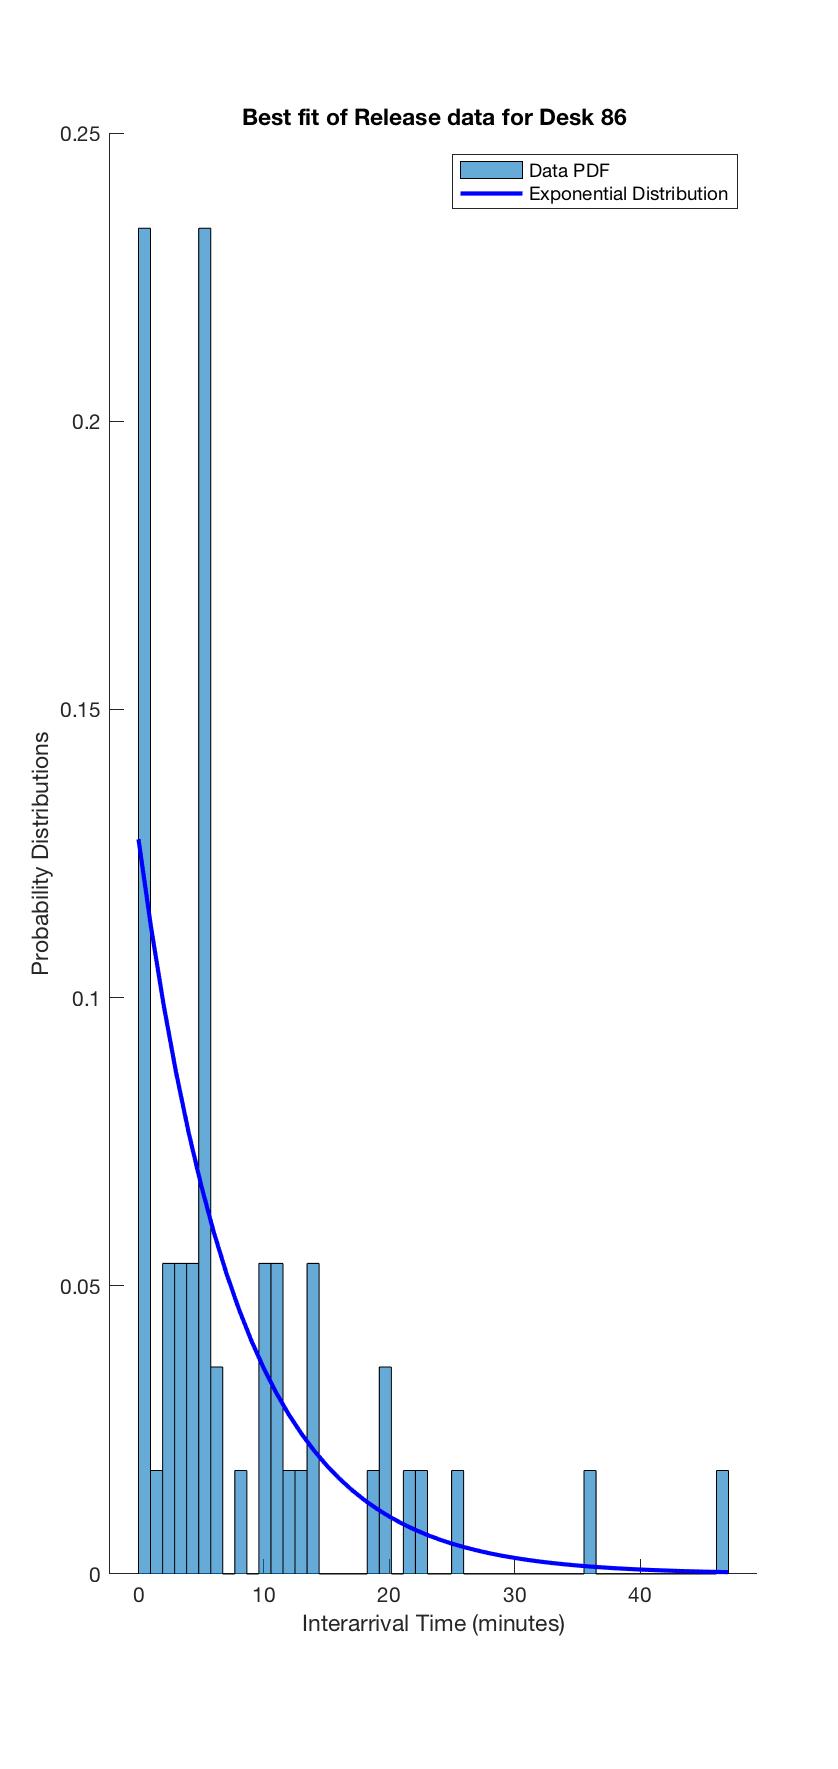 Best fit of Release data for Desk 86
Data PDF
Exponential Distribution
0.25
0.2
0.15
0.1
0.05
0
Probability Distributions
0 10 20 30 40
Interarrival Time (minutes)